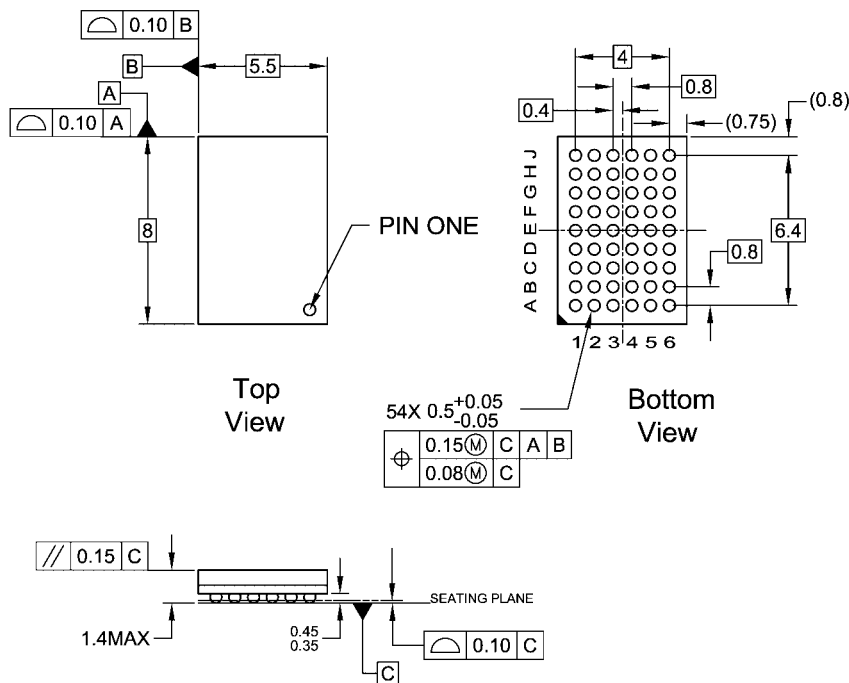 0.10 B
B
5.5
A
0.10 A
8
PIN ONE
Top
View
4
0.8
0.4
(0.75)
(0.8)
J
H
G
F
E
D
C
B
A
6.4
0.8
1 2 3 4 5 6
Bottom
View
54X 0.5 +0.05
-0.05
0.15 Ⓜ C A B
0.08 Ⓜ C
// 0.15 C
1.4MAX
0.45
0.35
SEATING PLANE
0.10 C
C